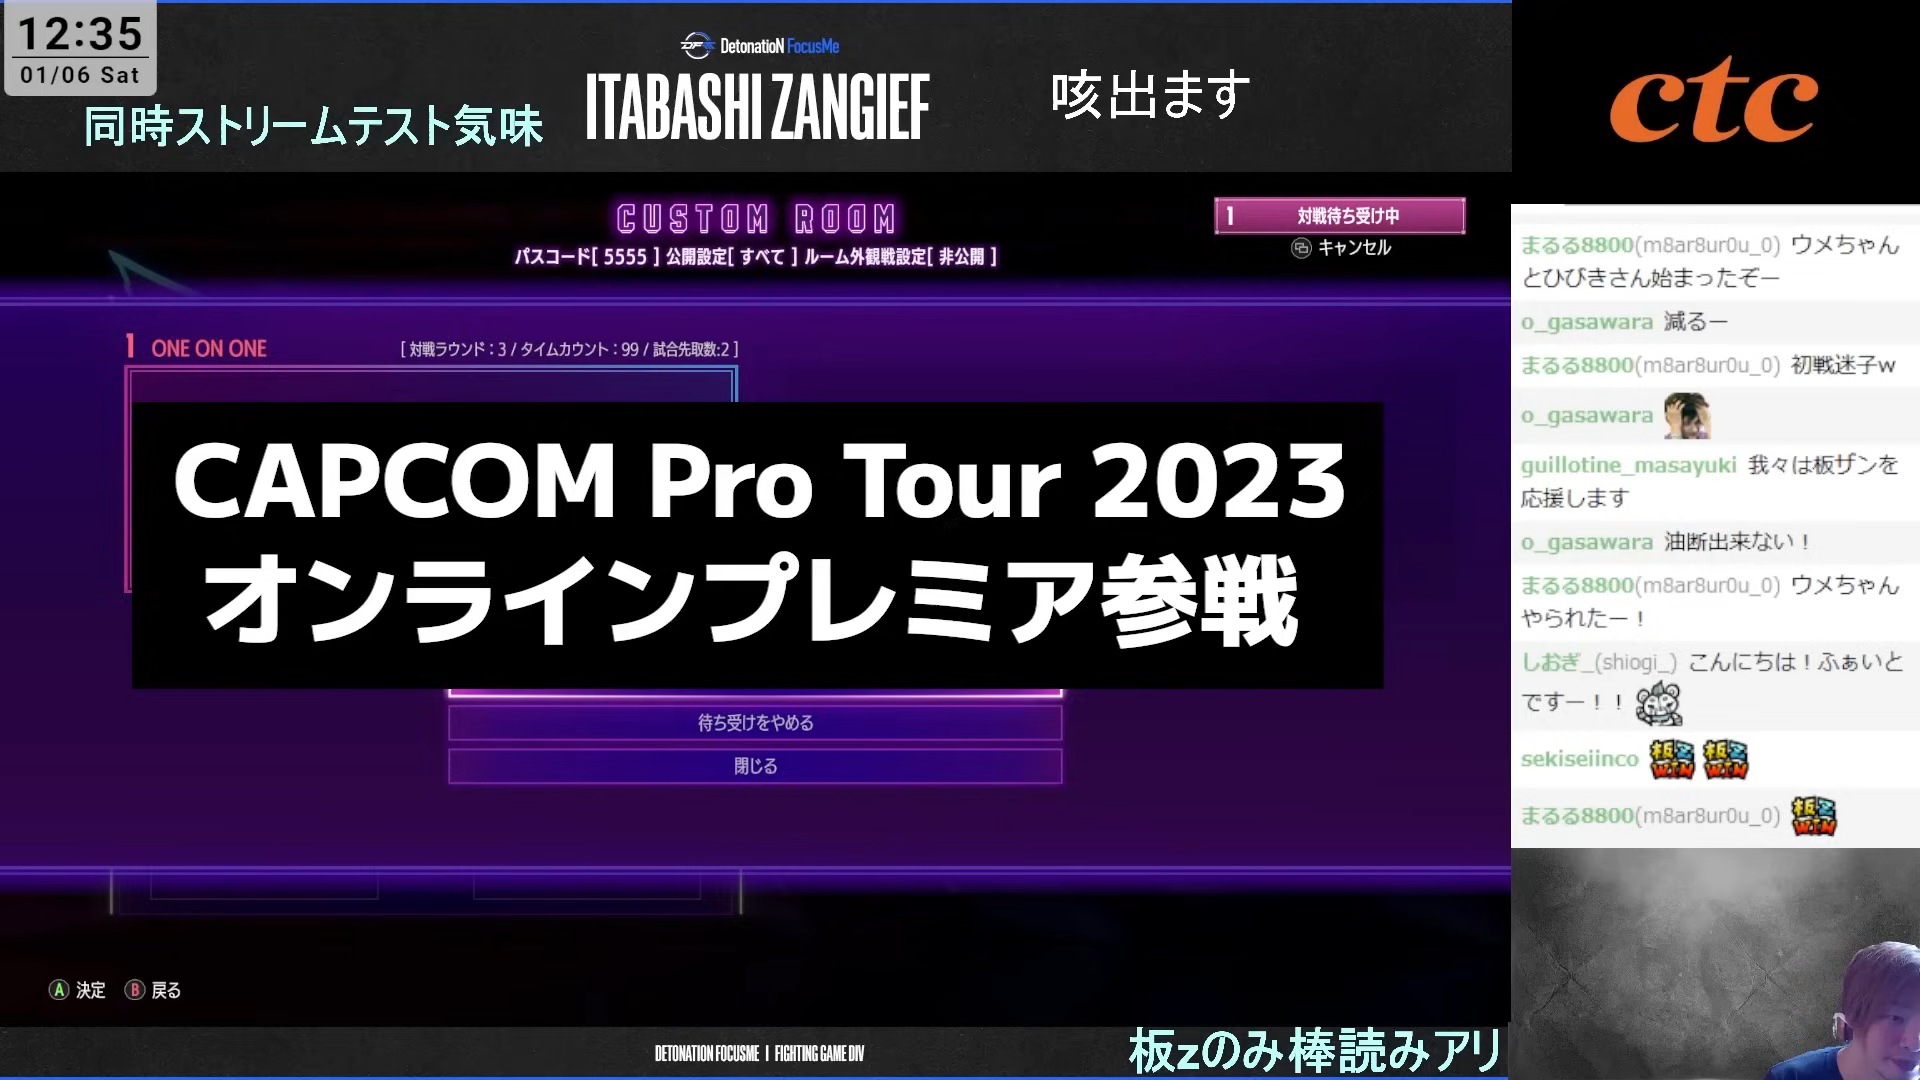 12:35
01/06 Sat
同時ストリームテスト気味
DetonatioN FocusMe
ITABASHI ZANGIEF
咳出ます
ctc
CUSTOM ROOM
パスコード[ 5555 ] 公開設定[ すべて ] ルーム外観戦設定[ 非公開 ]
1 対戦待ち受け中
キャンセル
1 ONE ON ONE
[ 対戦ラウンド：3 / タイムカウント：99 / 試合先取数:2 ]
CAPCOM Pro Tour 2023
オンラインプレミア参戦
待ち受けをやめる
閉じる
A 決定 B 戻る
DETONATION FOCUSME | FIGHTING GAME DIV
板zのみ棒読みアリ
まるる8800(m8ar8ur0u_0) ウメちゃん
とひびきさん始まったぞー
o_gasawara 減るー
まるる8800(m8ar8ur0u_0) 初戦迷子w
o_gasawara
guillotine_masayuki 我々は板ザンを
応援します
o_gasawara 油断出来ない！
まるる8800(m8ar8ur0u_0) ウメちゃん
やられたー！
しおぎ_(shiogi_) こんにちは！ふぁいと
ですー！！
sekiseiinco 板Z WIN 板Z WIN
まるる8800(m8ar8ur0u_0) 板Z WIN